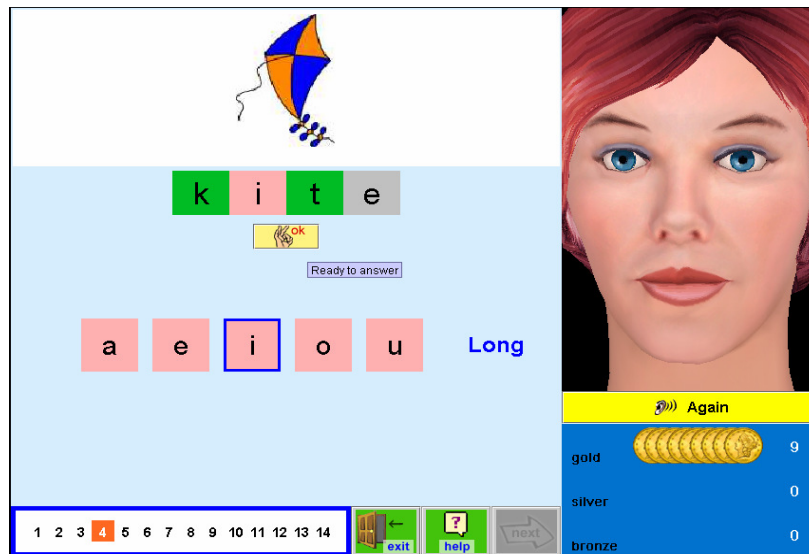 k i t e
ok
Ready to answer
a e i o u Long
Again
gold 9
silver 0
bronze 0
1 2 3 4 5 6 7 8 9 10 11 12 13 14
exit
? help
next